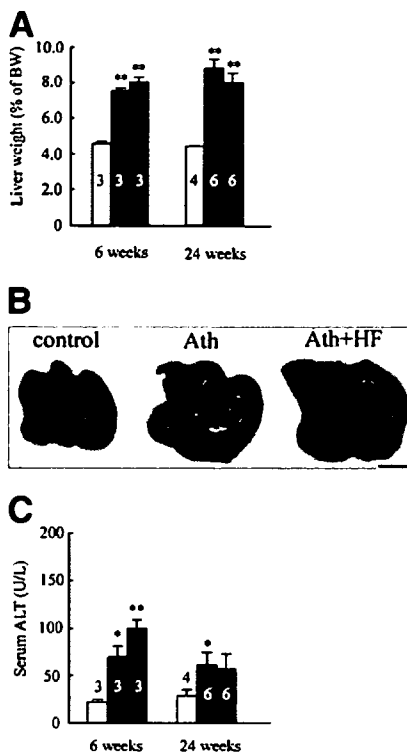 A
Liver weight (% of BW)
10.0
8.0
6.0
4.0
2.0
0
** **
** **
3 3 3
4 6 6
6 weeks 24 weeks
B
control Ath Ath+HF
C
Serum ALT (U/L)
200
150
100
50
0
* **
*
3 3 3
4 6 6
6 weeks 24 weeks